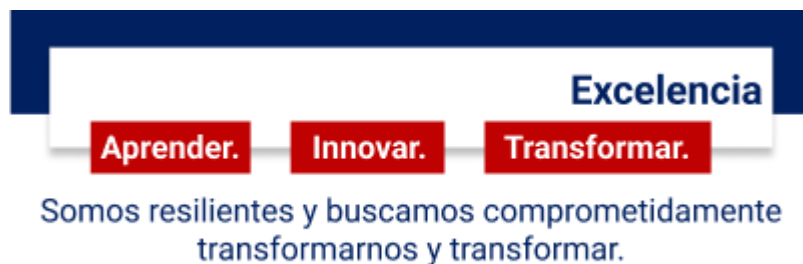 Excelencia
Aprender. Innovar. Transformar.
Somos resilientes y buscamos comprometidamente
transformarnos y transformar.